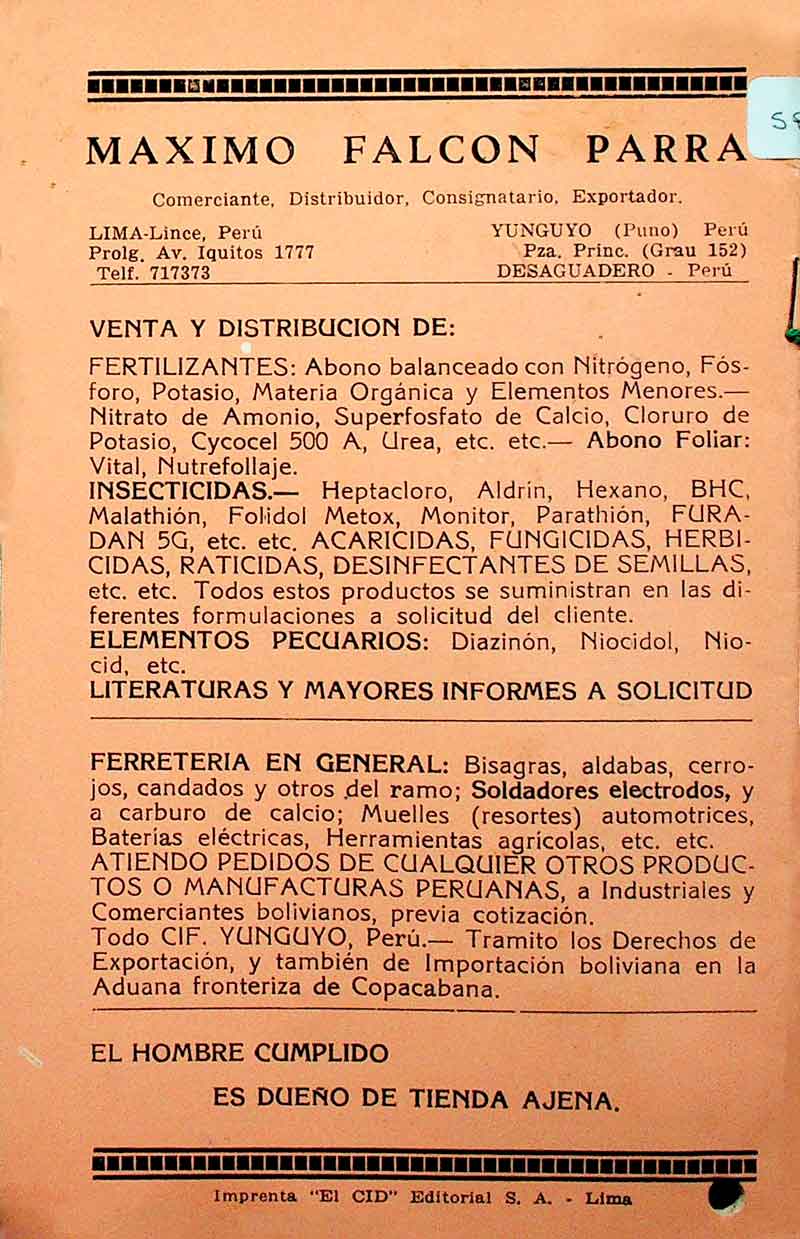 MAXIMO FALCON PARRA
Comerciante, Distribuidor, Consignatario, Exportador.
LIMA-Lince, Perú
Prolg. Av. Iquitos 1777
Telf. 717373
YUNGUYO (Puno) Perú
Pza. Princ. (Grau 152)
DESAGUADERO - Perú
VENTA Y DISTRIBUCION DE:
FERTILIZANTES: Abono balanceado con Nitrógeno, Fós-
foro, Potasio, Materia Orgánica y Elementos Menores.—
Nitrato de Amonio, Superfosfato de Calcio, Cloruro de
Potasio, Cycocel 500 A, Urea, etc. etc.— Abono Foliar:
Vital, Nutrefollaje.
INSECTICIDAS.— Heptacloro, Aldrin, Hexano, BHC,
Malathión, Folidol Metox, Monitor, Parathión, FURA-
DAN 5G, etc. etc. ACARICIDAS, FUNGICIDAS, HERBI-
CIDAS, RATICIDAS, DESINFECTANTES DE SEMILLAS,
etc. etc. Todos estos productos se suministran en las di-
ferentes formulaciones a solicitud del cliente.
ELEMENTOS PECUARIOS: Diazinón, Niocidol, Nio-
cid, etc.
LITERATURAS Y MAYORES INFORMES A SOLICITUD
FERRETERIA EN GENERAL: Bisagras, aldabas, cerro-
jos, candados y otros del ramo; Soldadores electrodos, y
a carburo de calcio; Muelles (resortes) automotrices,
Baterías eléctricas, Herramientas agrícolas, etc. etc.
ATIENDO PEDIDOS DE CUALQUIER OTROS PRODUC-
TOS O MANUFACTURAS PERUANAS, a Industriales y
Comerciantes bolivianos, previa cotización.
Todo CIF. YUNGUYO, Perú.— Tramito los Derechos de
Exportación, y también de Importación boliviana en la
Aduana fronteriza de Copacabana.
EL HOMBRE CUMPLIDO
ES DUEÑO DE TIENDA AJENA.
Imprenta "El CID" Editorial S. A. - Lima